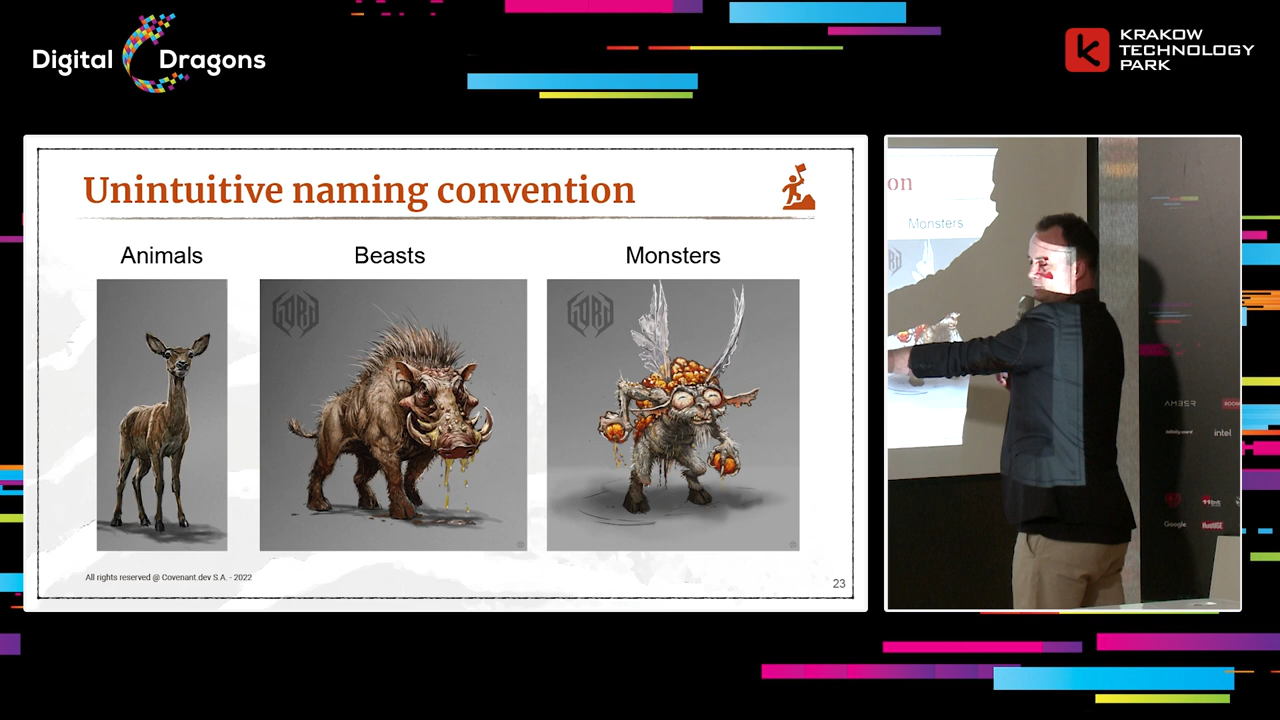 Digital Dragons
KRAKOW
TECHNOLOGY
PARK
Unintuitive naming convention
Animals
Beasts
Monsters
GORD
GORD
All rights reserved @ Covenant.dev S.A. - 2022
23
on
Monsters
AMBER
intel
Google